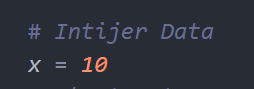 # Intijer Data
x = 10